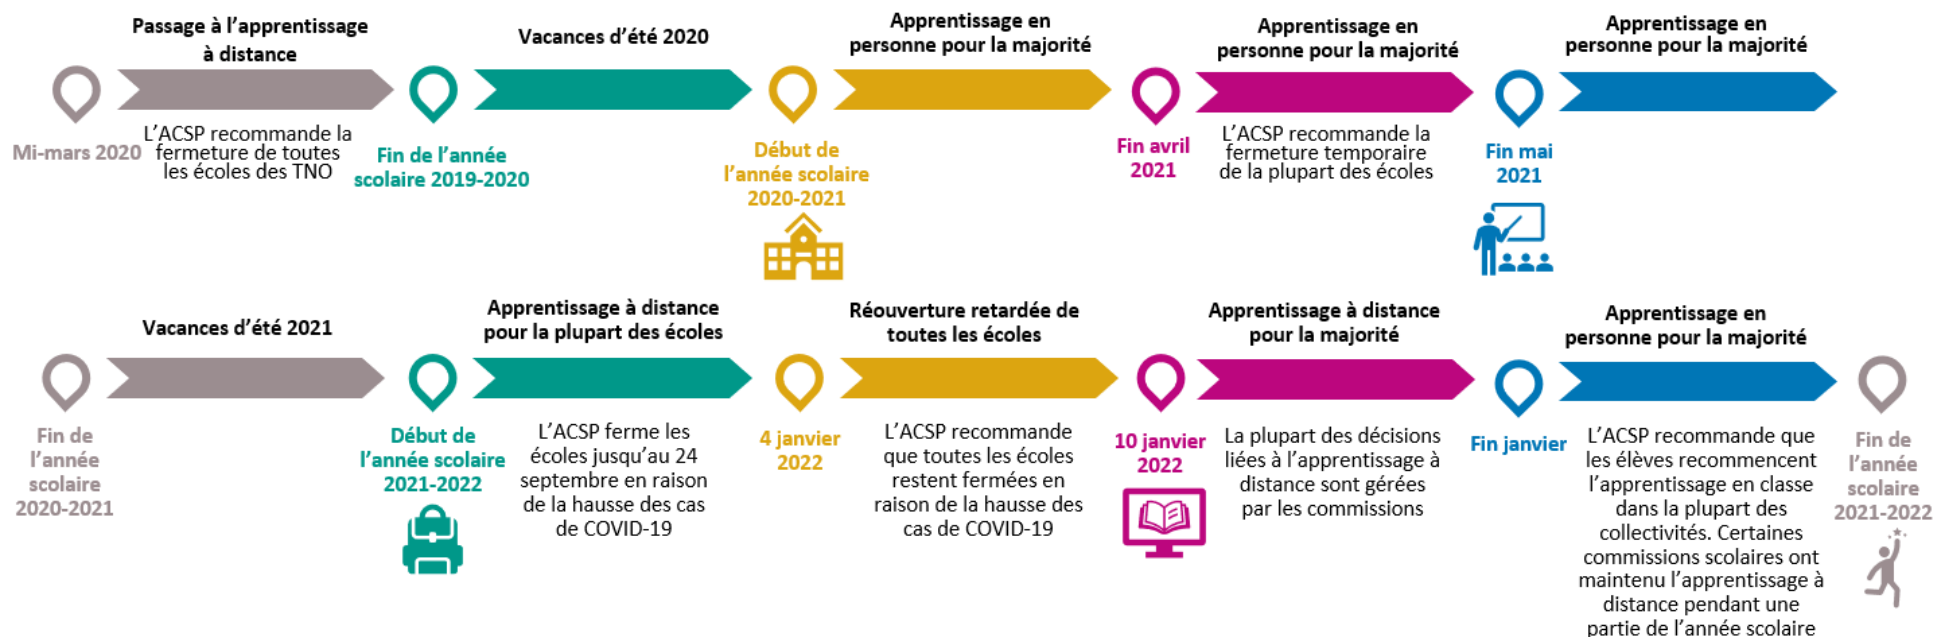 Passage à l'apprentissage
à distance
Mi-mars 2020
L'ACSP recommande la
fermeture de toutes
les écoles des TNO
Vacances d'été 2020
Fin de l'année
scolaire 2019-2020
Apprentissage en
personne pour la majorité
Début de
l'année scolaire
2020-2021
Apprentissage en
personne pour la majorité
Fin avril
2021
L'ACSP recommande la
fermeture temporaire
de la plupart des écoles
Apprentissage en
personne pour la majorité
Fin mai
2021
Vacances d'été 2021
Fin de
l'année
scolaire
2020-2021
Apprentissage à distance
pour la plupart des écoles
Début de
l'année scolaire
2021-2022
L'ACSP ferme les
écoles jusqu'au 24
septembre en raison
de la hausse des cas
de COVID-19
Réouverture retardée de
toutes les écoles
4 janvier
2022
L'ACSP recommande
que toutes les écoles
restent fermées en
raison de la hausse des
cas de COVID-19
Apprentissage à distance
pour la majorité
10 janvier
2022
La plupart des décisions
liées à l'apprentissage à
distance sont gérées
par les commissions
Apprentissage en
personne pour la majorité
Fin janvier
L'ACSP recommande que
les élèves recommencent
l'apprentissage en classe
dans la plupart des
collectivités. Certaines
commissions scolaires ont
maintenu l'apprentissage à
distance pendant une
partie de l'année scolaire
Fin de
l'année
scolaire
2021-2022